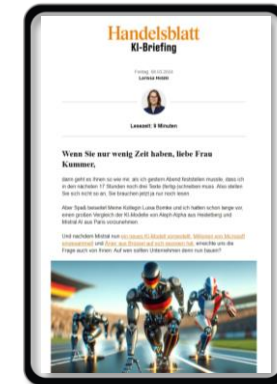 Handelsblatt
KI-Briefing
Freitag, 08.03.2024
Larissa Holzki
Lesezeit: 8 Minuten
Wenn Sie nur wenig Zeit haben, liebe Frau
Kummer,
dann geht es Ihnen so wie mir, als ich gestern Abend feststellen musste, dass ich
in den nächsten 17 Stunden noch drei Texte (fertig-)schreiben muss. Also stellen
Sie sich nicht so an, Sie brauchen jetzt ja nur noch lesen.
Aber Spaß beiseite! Meine Kollegin Luisa Bomke und ich hatten schon lange vor,
einen großen Vergleich der KI-Modelle von Aleph Alpha aus Heidelberg und
Mistral AI aus Paris vorzunehmen.
Und nachdem Mistral nun ein neues KI-Modell vorgestellt, Millionen von Microsoft
eingesammelt und Ärger aus Brüssel auf sich gezogen hat, erreichte uns die
Frage auch von Ihnen: Auf wen sollten Unternehmen denn nun bauen?